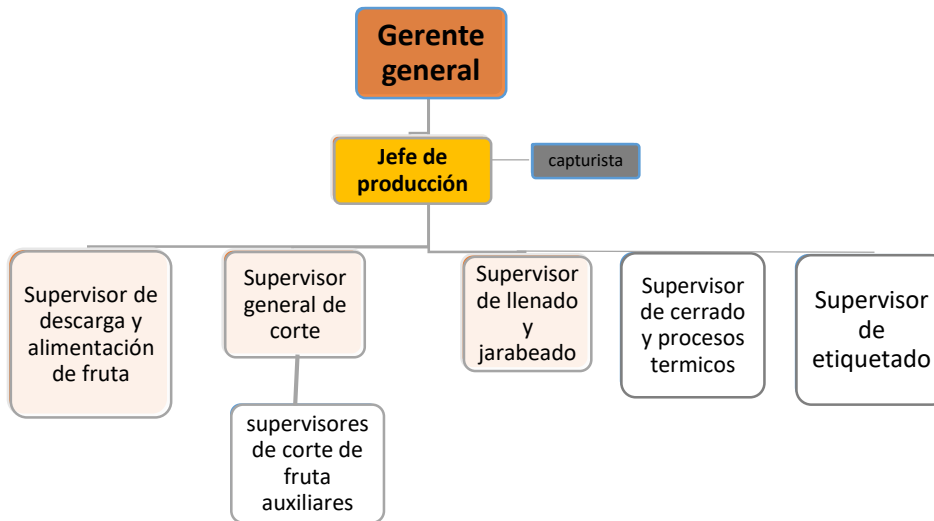 Gerente
general
Jefe de
producción
capturista
Supervisor de
descarga y
alimentación
de fruta
Supervisor
general de
corte
Supervisor
de llenado
y
jarabeado
Supervisor
de cerrado
y procesos
termicos
Supervisor
de
etiquetado
supervisores
de corte de
fruta
auxiliares